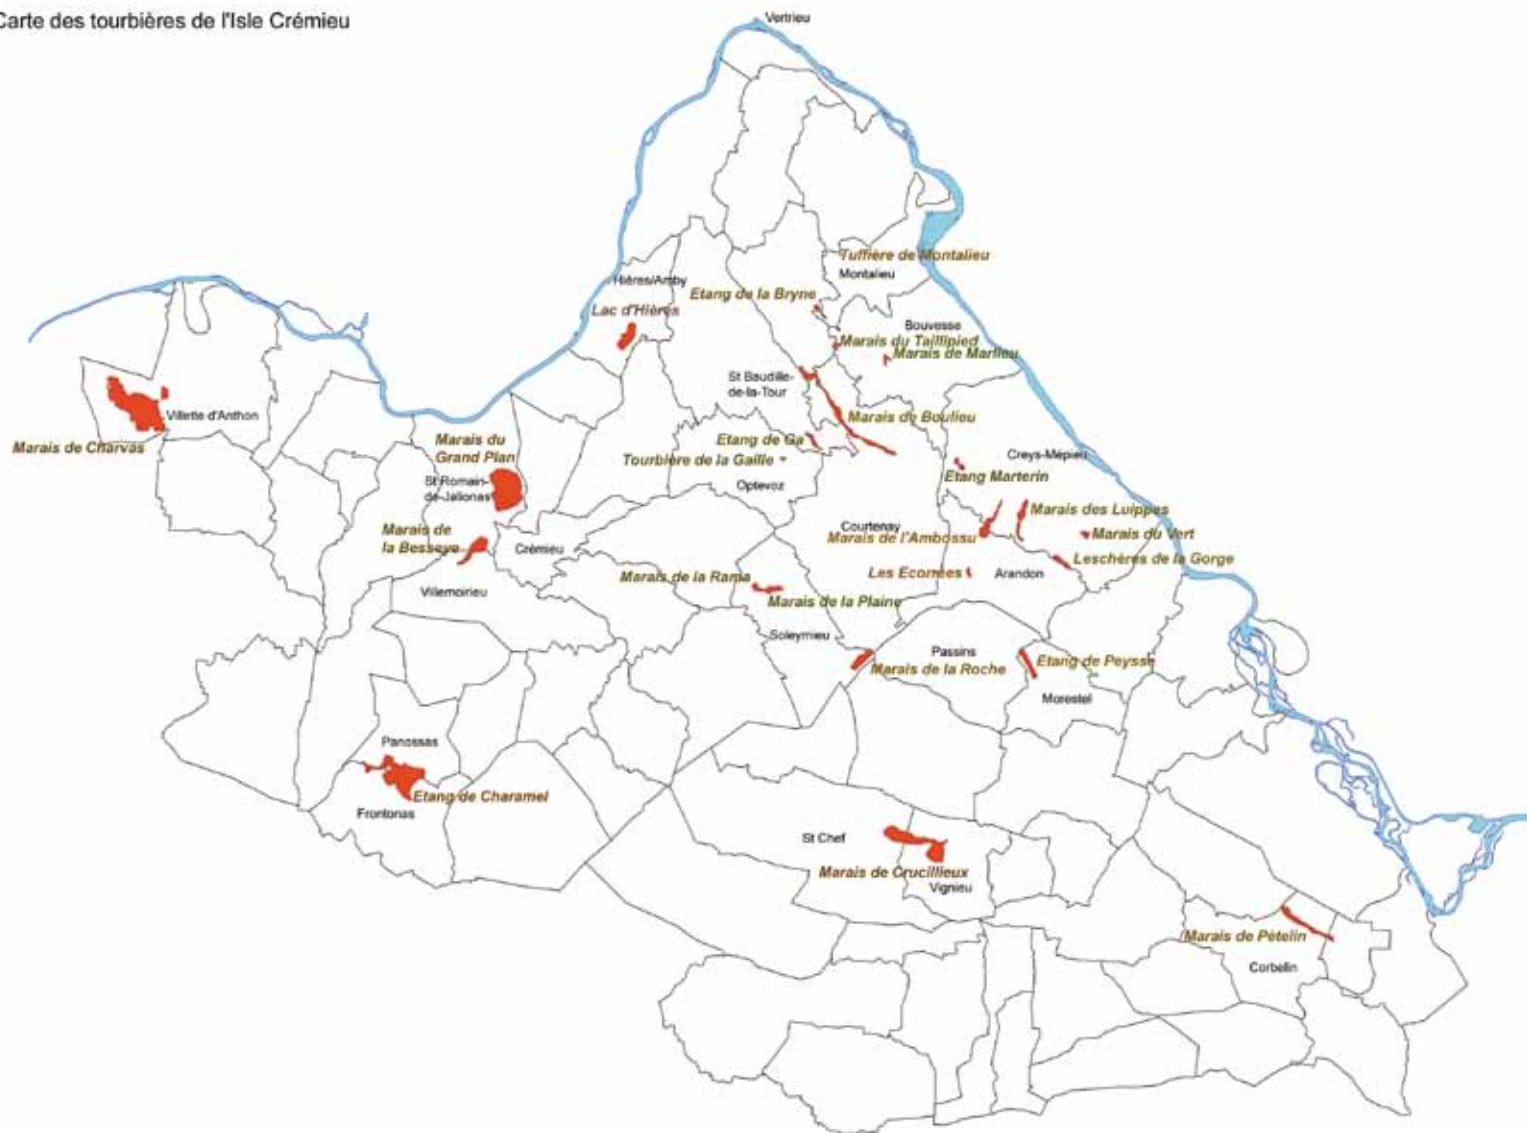 Carte des tourbières de l'Isle Crémieu
Vertrieu
Tuffière de Montalieu
Montalieu
Hières/Amby
Etang de la Bryne
Lac d'Hières
Bouvesse
Marais du Taillipied
Marais de Marlieu
St Baudille-
de-la-Tour
Villette d'Anthon
Marais de Boulieu
Marais de Charvas
Marais du
Grand Plan
Etang de Ga
Tourbière de la Gaille
Creys-Mépieu
Etang Marterin
St Romain-
de-Jalionas
Optevoz
Marais des Luippes
Marais de
la Besseye
Courtenay
Marais de l'Ambossu
Marais du Vert
Crémieu
Leschères de la Gorge
Les Ecorrées
Arandon
Marais de la Rama
Villemoirieu
Marais de la Plaine
Soleymieu
Passins
Etang de Peysse
Marais de la Roche
Morestel
Panossas
Etang de Charamel
Frontonas
St Chef
Marais de Crucillieux
Vignieu
Marais de Pételin
Corbelin